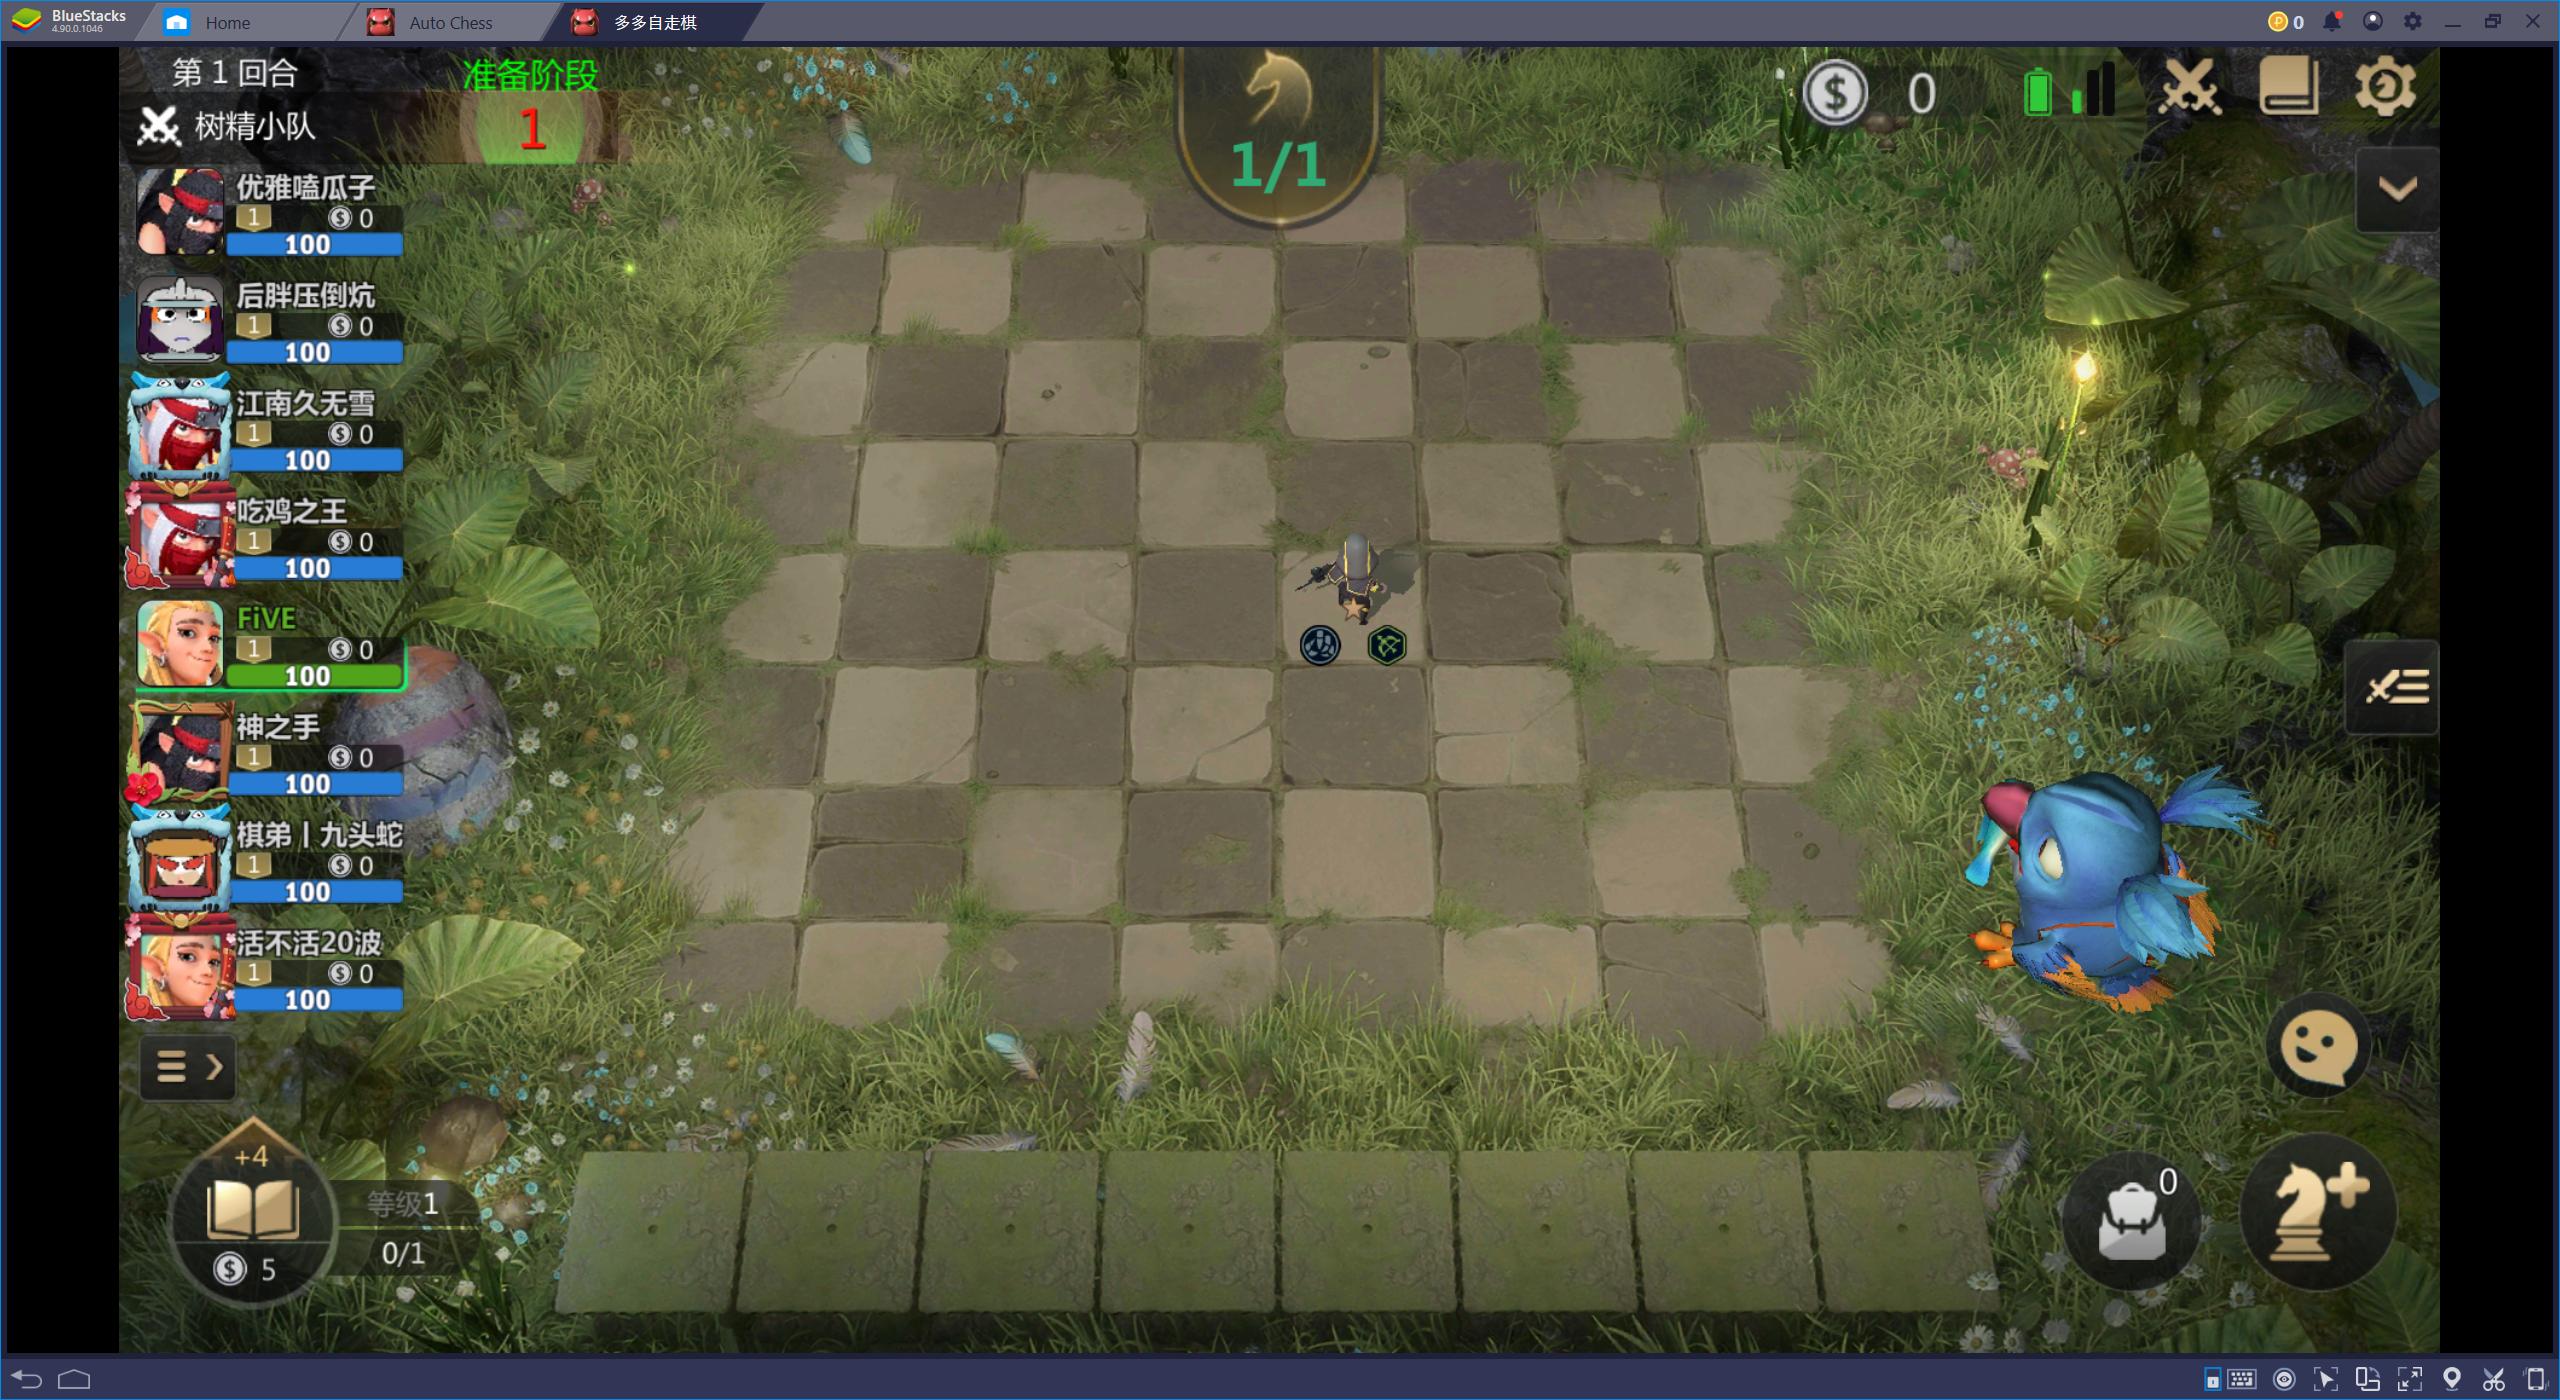 BlueStacks
4.90.0.1046
Home
Auto Chess
多多自走棋
0
第1回合
准备阶段
树精小队
1
1/1
0
优雅嗑瓜子
1 0
100
后胖压倒炕
1 0
100
江南久无雪
1 0
100
吃鸡之王
1 0
100
FiVE
1 0
100
神之手
1 0
100
棋弟丨九头蛇
1 0
100
活不活20波
1 0
100
+4
等级1
5
0/1
0